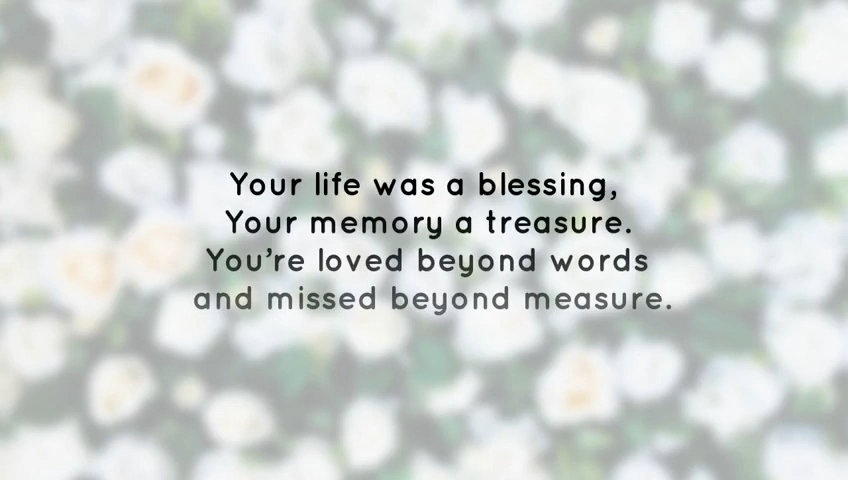 Your life was a blessing,
Your memory a treasure.
You’re loved beyond words
and missed beyond measure.